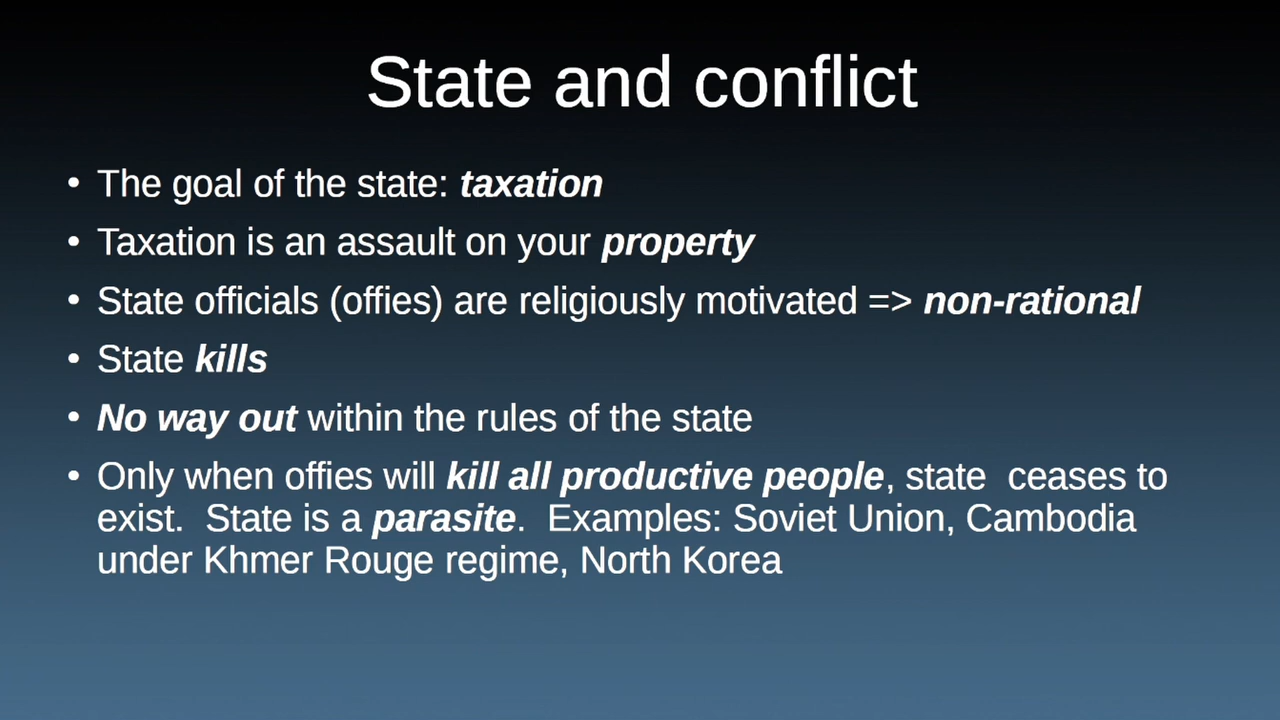 State and conflict
• The goal of the state: taxation
• Taxation is an assault on your property
• State officials (offies) are religiously motivated => non-rational
• State kills
• No way out within the rules of the state
• Only when offies will kill all productive people, state  ceases to
exist.  State is a parasite.  Examples: Soviet Union, Cambodia
under Khmer Rouge regime, North Korea